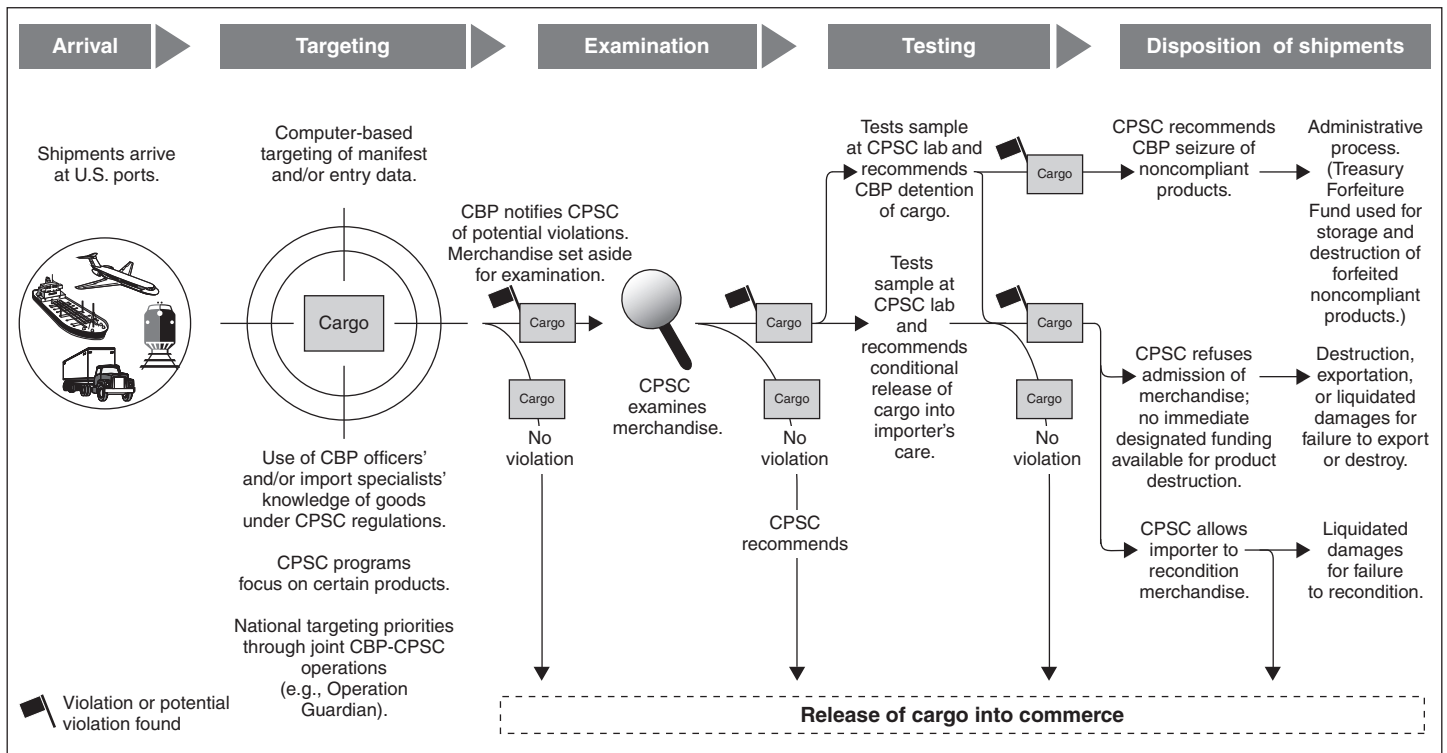 Arrival
Targeting
Examination
Testing
Disposition of shipments
Shipments arrive
at U.S. ports.
Computer-based
targeting of manifest
and/or entry data.
Cargo
Use of CBP officers'
and/or import specialists'
knowledge of goods
under CPSC regulations.
CPSC programs
focus on certain products.
National targeting priorities
through joint CBP-CPSC
operations
(e.g., Operation
Guardian).
CBP notifies CPSC
of potential violations.
Merchandise set aside
for examination.
Cargo
Cargo
No
violation
CPSC
examines
merchandise.
Cargo
Cargo
No
violation
CPSC
recommends
Tests sample
at CPSC lab and
recommends
CBP detention
of cargo.
Tests
sample at
CPSC lab
and
recommends
conditional
release of
cargo into
importer's
care.
Cargo
Cargo
Cargo
No
violation
CPSC recommends
CBP seizure of
noncompliant
products.
Administrative
process.
(Treasury
Forfeiture
Fund used for
storage and
destruction of
forfeited
noncompliant
products.)
CPSC refuses
admission of
merchandise;
no immediate
designated funding
available for product
destruction.
Destruction,
exportation,
or liquidated
damages for
failure to export
or destroy.
CPSC allows
importer to
recondition
merchandise.
Liquidated
damages
for failure
to recondition.
Violation or potential
violation found
Release of cargo into commerce